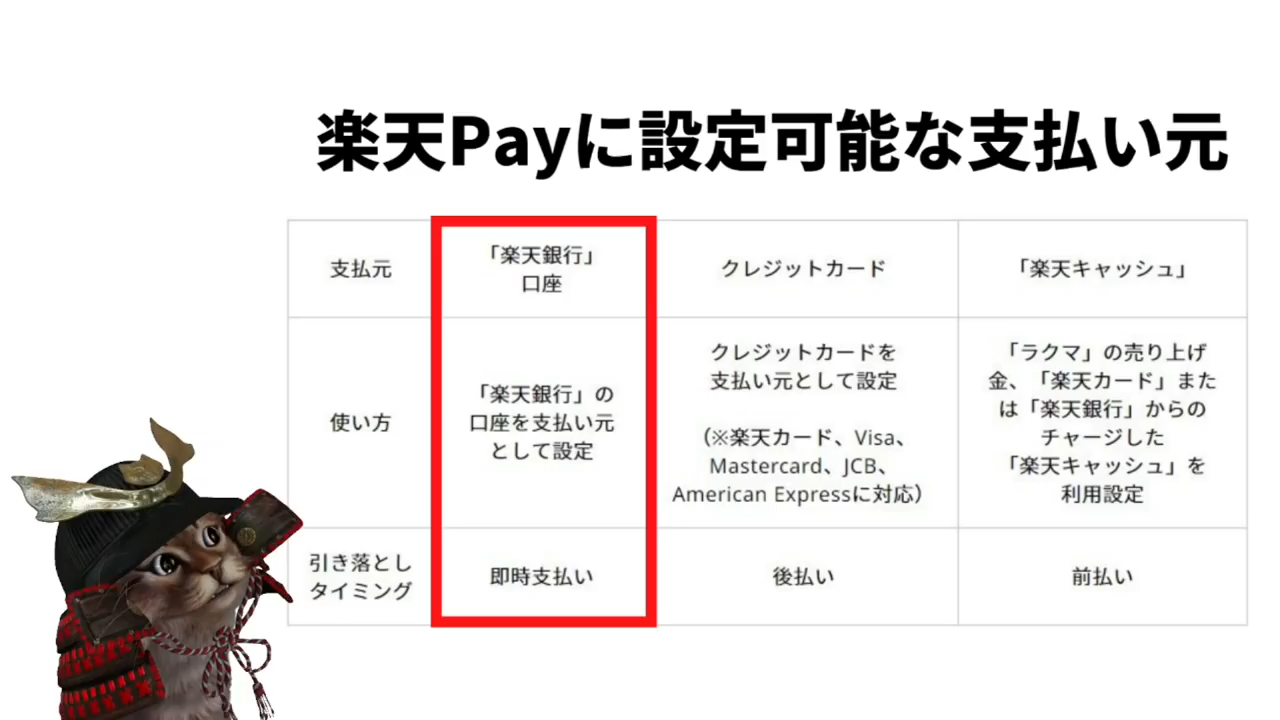 楽天Payに設定可能な支払い元
支払元
「楽天銀行」
口座
クレジットカード
「楽天キャッシュ」
使い方
「楽天銀行」の
口座を支払い元
として設定
クレジットカードを
支払い元として設定
（※楽天カード、Visa、
Mastercard、JCB、
American Expressに対応）
「ラクマ」の売り上げ
金、「楽天カード」また
は「楽天銀行」からの
チャージした
「楽天キャッシュ」を
利用設定
引き落とし
タイミング
即時支払い
後払い
前払い